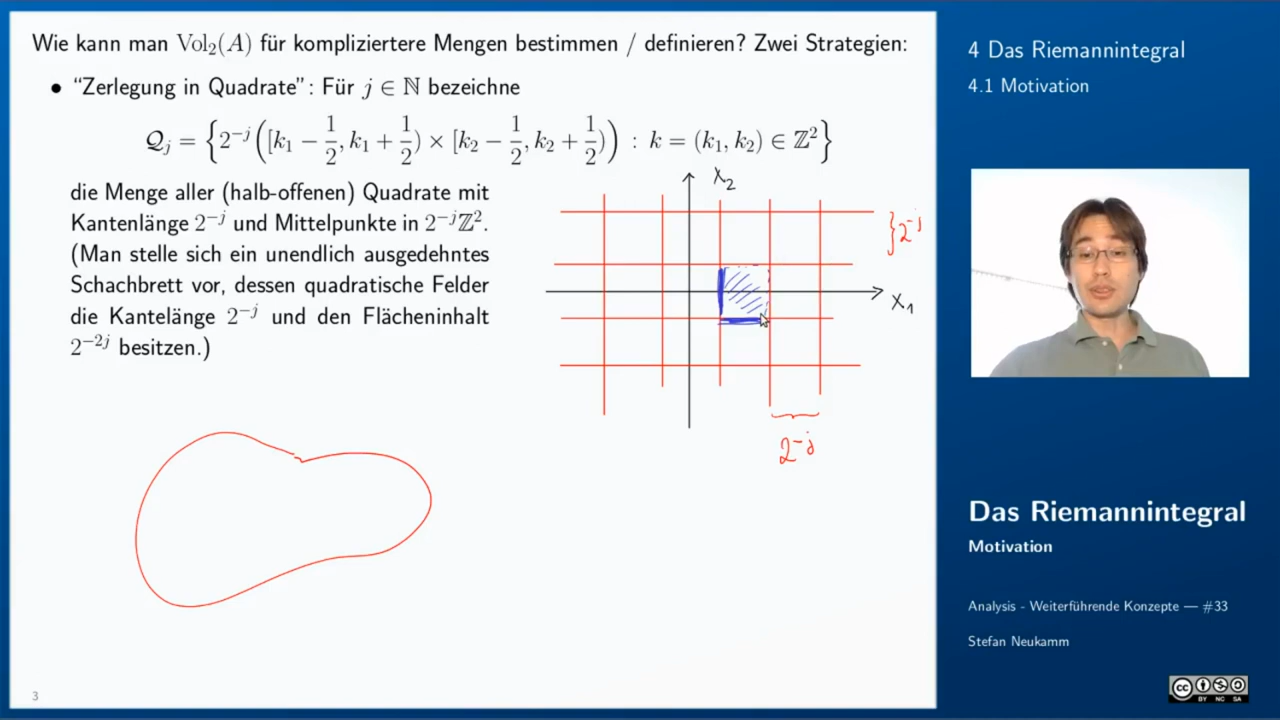 Wie kann man Vol₂(A) für kompliziertere Mengen bestimmen / definieren? Zwei Strategien:
• “Zerlegung in Quadrate”: Für j ∈ ℕ bezeichne
𝒬ⱼ = {2⁻ʲ([k₁ − 1/2, k₁ + 1/2) × [k₂ − 1/2, k₂ + 1/2)) : k = (k₁, k₂) ∈ ℤ²}
die Menge aller (halb-offenen) Quadrate mit
Kantenlänge 2⁻ʲ und Mittelpunkte in 2⁻ʲℤ².
(Man stelle sich ein unendlich ausgedehntes
Schachbrett vor, dessen quadratische Felder
die Kantelänge 2⁻ʲ und den Flächeninhalt
2⁻²ʲ besitzen.)
x₂
}2⁻ʲ
x₁
2⁻ʲ
3
4 Das Riemannintegral
4.1 Motivation
Das Riemannintegral
Motivation
Analysis - Weiterführende Konzepte — #33
Stefan Neukamm
cc
BY NC SA